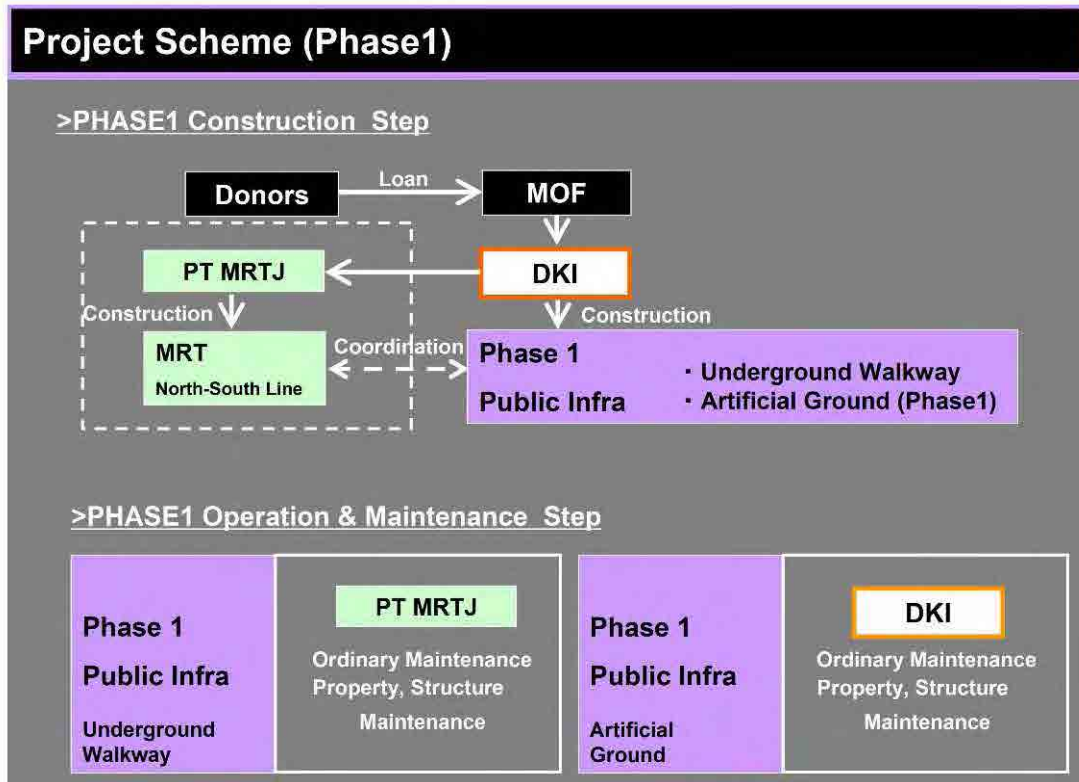 Project Scheme (Phase1)
>PHASE1 Construction Step
Donors
Loan
MOF
PT MRTJ
DKI
Construction
Construction
MRT
North-South Line
Coordination
Phase 1
Public Infra
・Underground Walkway
・Artificial Ground (Phase1)
>PHASE1 Operation & Maintenance Step
Phase 1
Public Infra
Underground
Walkway
PT MRTJ
Ordinary Maintenance
Property, Structure
Maintenance
Phase 1
Public Infra
Artificial
Ground
DKI
Ordinary Maintenance
Property, Structure
Maintenance